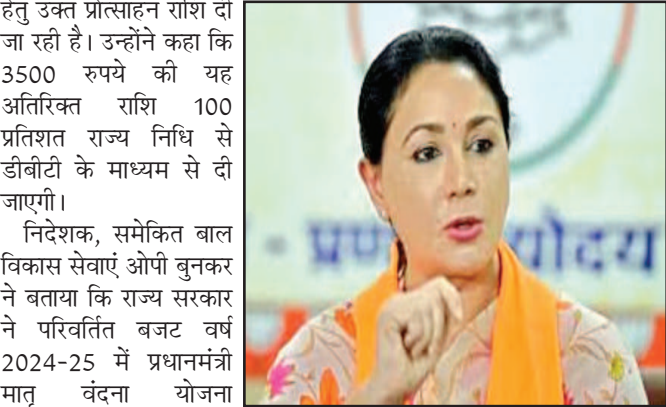 हेतु उक्त प्रोत्साहन राशि दी
जा रही है। उन्होंने कहा कि
3500 रुपये की यह
अतिरिक्त राशि 100
प्रतिशत राज्य निधि से
डीबीटी के माध्यम से दी
जाएगी।
निदेशक, समेकित बाल
विकास सेवाएं ओपी बुनकर
ने बताया कि राज्य सरकार
ने परिवर्तित बजट वर्ष
2024-25 में प्रधानमंत्री
मातृ वंदना योजना